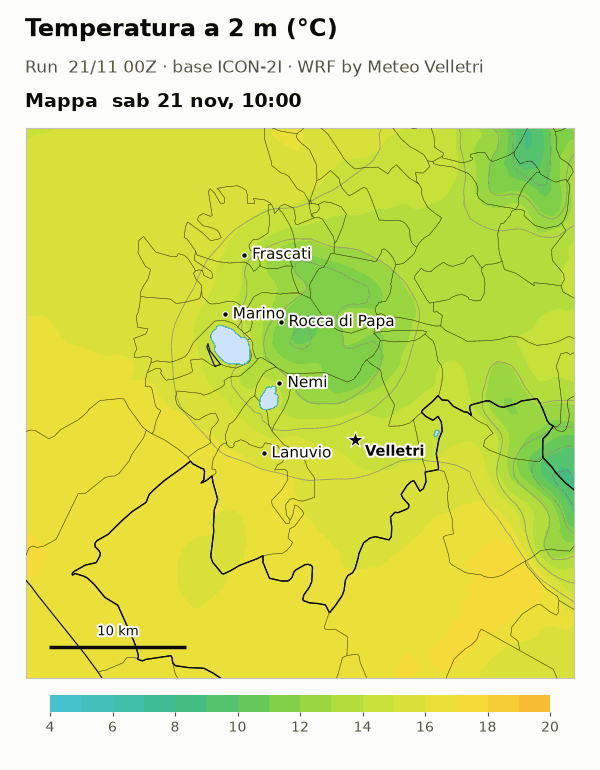 Temperatura a 2 m (°C)
Run  21/11 00Z · base ICON-2I · WRF by Meteo Velletri
Mappa  sab 21 nov, 10:00
Frascati
Marino
Rocca di Papa
Nemi
Velletri
Lanuvio
10 km
4 6 8 10 12 14 16 18 20